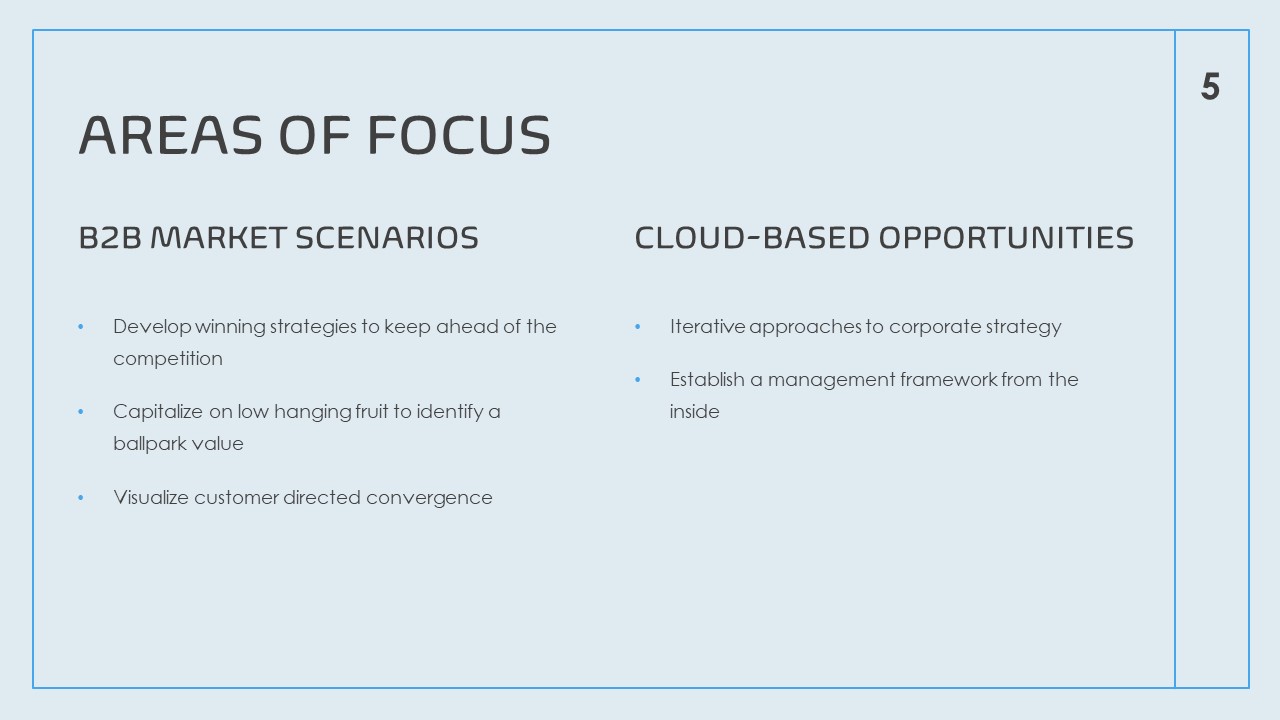 5
AREAS OF FOCUS
B2B MARKET SCENARIOS
• Develop winning strategies to keep ahead of the
competition
• Capitalize on low hanging fruit to identify a
ballpark value
• Visualize customer directed convergence
CLOUD-BASED OPPORTUNITIES
• Iterative approaches to corporate strategy
• Establish a management framework from the
inside